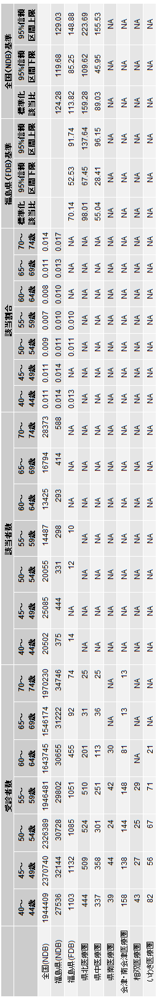 受診者数 該当者数 該当割合 福島県(FDB)基準 全国(NDB)基準
40～44歳 45～49歳 50～54歳 55～59歳 60～64歳 65～69歳 70～74歳 40～44歳 45～49歳 50～54歳 55～59歳 60～64歳 65～69歳 70～74歳 40～44歳 45～49歳 50～54歳 55～59歳 60～64歳 65～69歳 70～74歳 標準化該当比 95%信頼区間下限 95%信頼区間上限 標準化該当比 95%信頼区間下限 95%信頼区間上限
全国(NDB) 1944409 2370740 2326389 1946481 1643745 1546174 1970230 20502 25085 20055 14487 13425 16794 28373 0.011 0.011 0.009 0.007 0.008 0.011 0.014
福島県(NDB) 27536 32144 30728 29802 30655 31222 34746 375 444 331 298 293 414 588 0.014 0.014 0.011 0.010 0.010 0.013 0.017 124.28 119.68 129.03
福島県(FDB) 1103 1132 1085 1051 455 92 74 14 NA 12 10 NA NA NA 0.013 NA 0.011 0.010 NA NA NA 70.14 52.53 91.74 113.82 85.25 148.88
県北医療圏 444 509 524 510 201 31 25 NA NA NA NA NA NA NA NA NA NA NA NA NA NA 98.01 67.45 137.64 159.28 109.62 223.69
県中医療圏 337 358 301 251 113 36 25 NA NA NA NA NA NA NA NA NA NA NA NA NA NA 55.04 28.41 96.15 89.03 45.95 155.53
県南医療圏 39 44 24 42 30 NA NA NA NA NA NA NA NA NA NA NA NA NA NA NA NA NA NA NA NA NA NA
会津・南会津医療圏 158 138 144 148 81 13 13 NA NA NA NA NA NA NA NA NA NA NA NA NA NA NA NA NA NA NA NA
相双医療圏 43 27 25 29 NA NA NA NA NA NA NA NA NA NA NA NA NA NA NA NA NA NA NA NA NA NA NA
いわき医療圏 82 56 67 71 21 NA NA NA NA NA NA NA NA NA NA NA NA NA NA NA NA NA NA NA NA NA NA